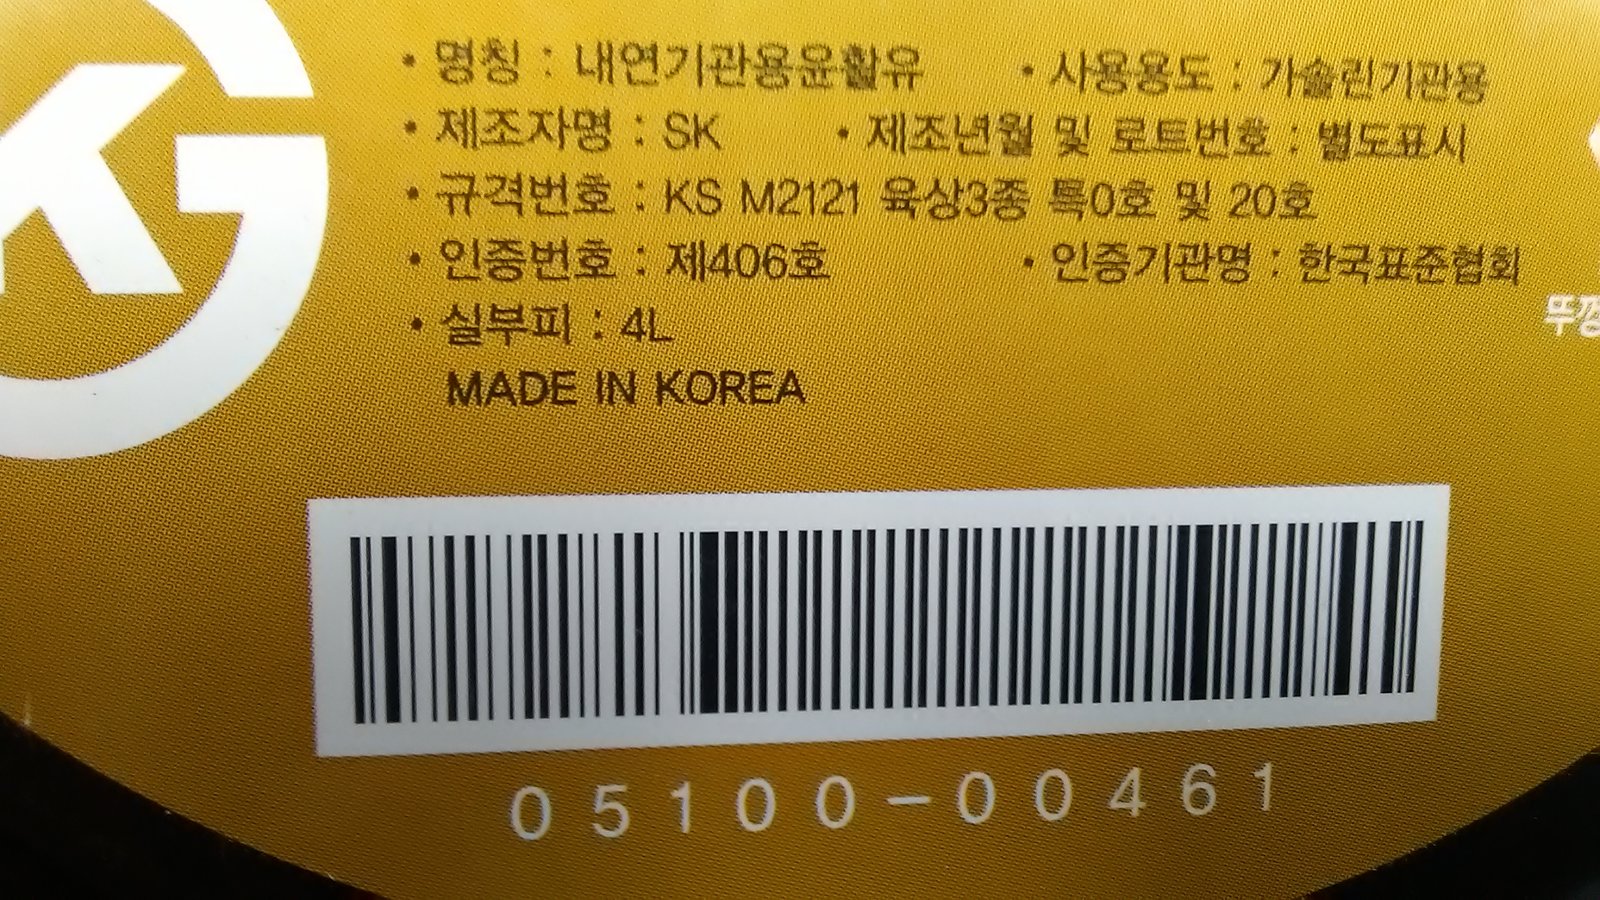 • 명칭 : 내연기관용윤활유 • 사용용도 : 가솔린기관용
• 제조자명 : SK • 제조년월 및 로트번호 : 별도표시
• 규격번호 : KS M2121 육상3종 특0호 및 20호
• 인증번호 : 제406호 • 인증기관명 : 한국표준협회
뚜껑
• 실부피 : 4L
MADE IN KOREA
05100-00461